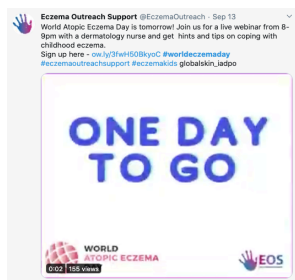 Eczema Outreach Support @EczemaOutreach · Sep 13
World Atopic Eczema Day is tomorrow! Join us for a live webinar from 8-
9pm with a dermatology nurse and get hints and tips on coping with
childhood eczema.
Sign up here - ow.ly/3fwH50BkyoC #worldeczemaday
#eczemaoutreachsupport #eczemakids globalskin_iadpo
ONE DAY
TO GO
WORLD
ATOPIC ECZEMA
EOS
0:02 155 views